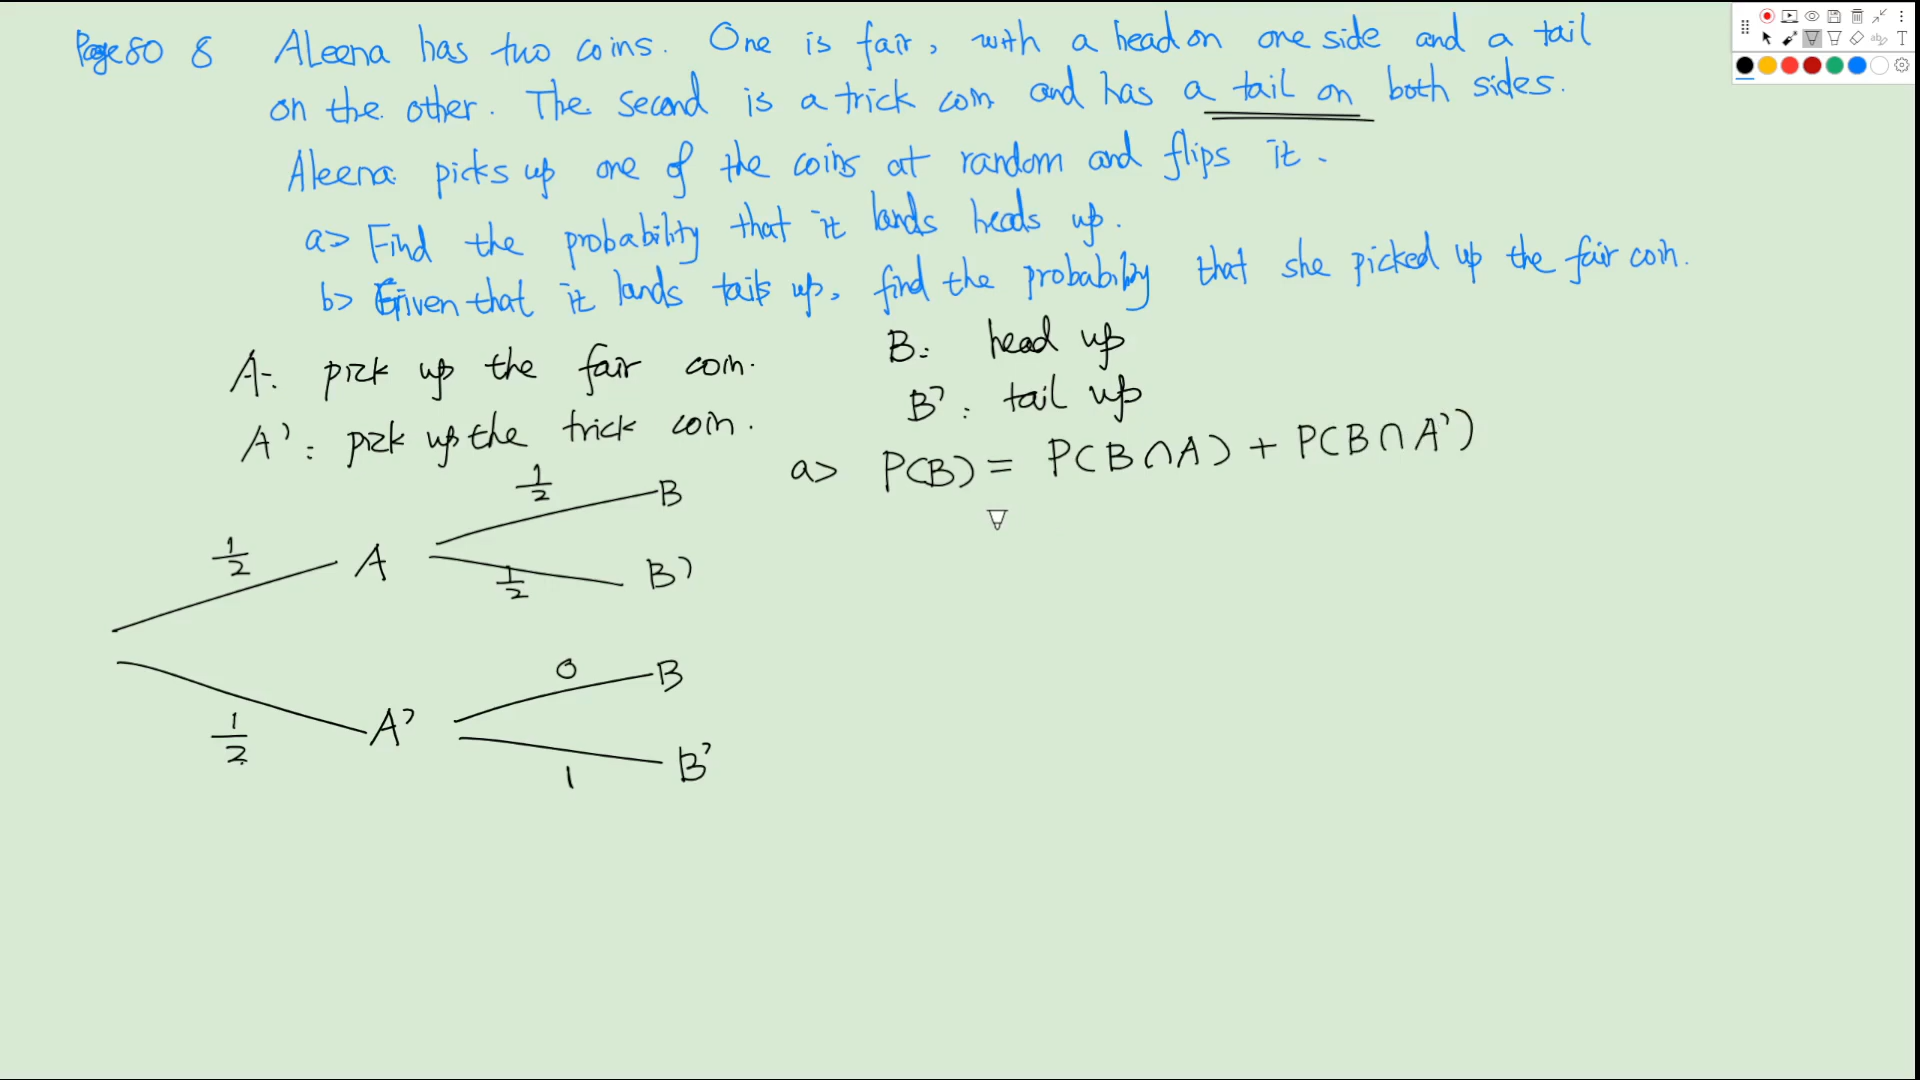 Page 80 8 Aleena has two coins. One is fair, with a head on one side and a tail
on the other. The second is a trick coin and has a tail on both sides.
Aleena picks up one of the coins at random and flips it.
a> Find the probability that it lands heads up.
b> Given that it lands tails up, find the probability that she picked up the fair coin.
A: pick up the fair coin.
A': pick up the trick coin.
B: head up
B': tail up
a> P(B) = P(B∩A) + P(B∩A')
1/2 A 1/2 B
1/2 B'
1/2 A' 0 B
1 B'